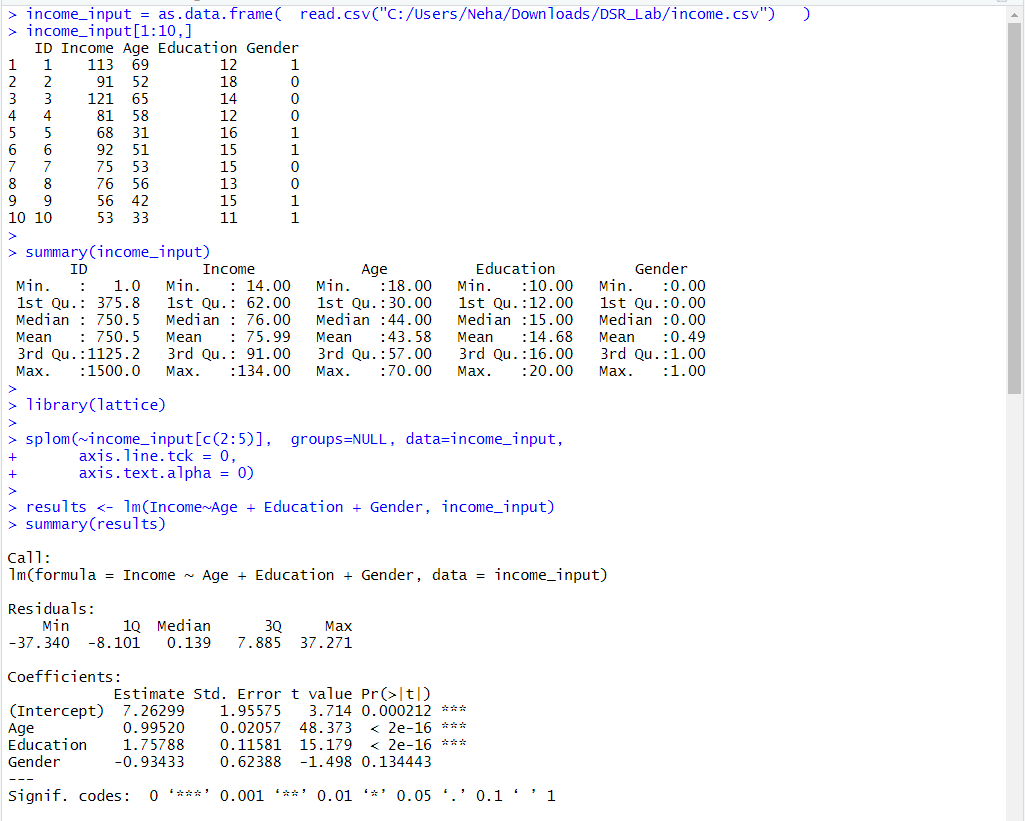 > income_input = as.data.frame(  read.csv("C:/Users/Neha/Downloads/DSR_Lab/income.csv")   )
> income_input[1:10,]
   ID Income Age Education Gender
1   1    113  69        12      1
2   2     91  52        18      0
3   3    121  65        14      0
4   4     81  58        12      0
5   5     68  31        16      1
6   6     92  51        15      1
7   7     75  53        15      0
8   8     76  56        13      0
9   9     56  42        15      1
10 10     53  33        11      1
>
> summary(income_input)
       ID             Income            Age          Education         Gender
 Min.   :   1.0   Min.   : 14.00   Min.   :18.00   Min.   :10.00   Min.   :0.00
 1st Qu.: 375.8   1st Qu.: 62.00   1st Qu.:30.00   1st Qu.:12.00   1st Qu.:0.00
 Median : 750.5   Median : 76.00   Median :44.00   Median :15.00   Median :0.00
 Mean   : 750.5   Mean   : 75.99   Mean   :43.58   Mean   :14.68   Mean   :0.49
 3rd Qu.:1125.2   3rd Qu.: 91.00   3rd Qu.:57.00   3rd Qu.:16.00   3rd Qu.:1.00
 Max.   :1500.0   Max.   :134.00   Max.   :70.00   Max.   :20.00   Max.   :1.00
>
> library(lattice)
>
> splom(~income_input[c(2:5)],  groups=NULL, data=income_input,
+       axis.line.tck = 0,
+       axis.text.alpha = 0)
>
> results <- lm(Income~Age + Education + Gender, income_input)
> summary(results)

Call:
lm(formula = Income ~ Age + Education + Gender, data = income_input)

Residuals:
    Min      1Q  Median      3Q     Max
-37.340  -8.101   0.139   7.885  37.271

Coefficients:
            Estimate Std. Error t value Pr(>|t|)
(Intercept)  7.26299    1.95575   3.714 0.000212 ***
Age          0.99520    0.02057  48.373  < 2e-16 ***
Education    1.75788    0.11581  15.179  < 2e-16 ***
Gender      -0.93433    0.62388  -1.498 0.134443
---
Signif. codes:  0 ‘***’ 0.001 ‘**’ 0.01 ‘*’ 0.05 ‘.’ 0.1 ‘ ’ 1